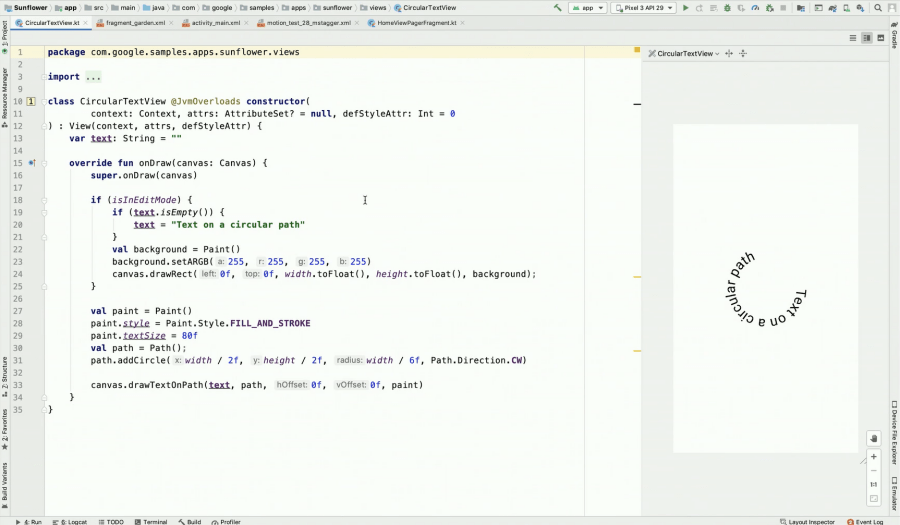 Sunflower app src main java com google samples apps sunflower views CircularTextView app Pixel 3 API 29
CircularTextView.kt fragment_garden.xml activity_main.xml motion_test_28_mstagger.xml HomeViewPagerFragment.kt
1: Project
Resource Manager
7: Structure
2: Favorites
Build Variants
1 package com.google.samples.apps.sunflower.views
2
3 import ...
9
10 class CircularTextView @JvmOverloads constructor(
11 context: Context, attrs: AttributeSet? = null, defStyleAttr: Int = 0
12 ) : View(context, attrs, defStyleAttr) {
13 var text: String = ""
14
15 override fun onDraw(canvas: Canvas) {
16 super.onDraw(canvas)
17
18 if (isInEditMode) {
19 if (text.isEmpty()) {
20 text = "Text on a circular path"
21 }
22 val background = Paint()
23 background.setARGB( a: 255, r: 255, g: 255, b: 255)
24 canvas.drawRect( left: 0f, top: 0f, width.toFloat(), height.toFloat(), background);
25 }
26
27 val paint = Paint()
28 paint.style = Paint.Style.FILL_AND_STROKE
29 paint.textSize = 80f
30 val path = Path();
31 path.addCircle( x: width / 2f, y: height / 2f, radius: width / 6f, Path.Direction.CW)
32
33 canvas.drawTextOnPath(text, path, hOffset: 0f, vOffset: 0f, paint)
34 }
35 }
CircularTextView
Text on a circular path
1:1
Gradle
Device File Explorer
Emulator
4: Run 6: Logcat TODO Terminal Build Profiler Layout Inspector Event Log